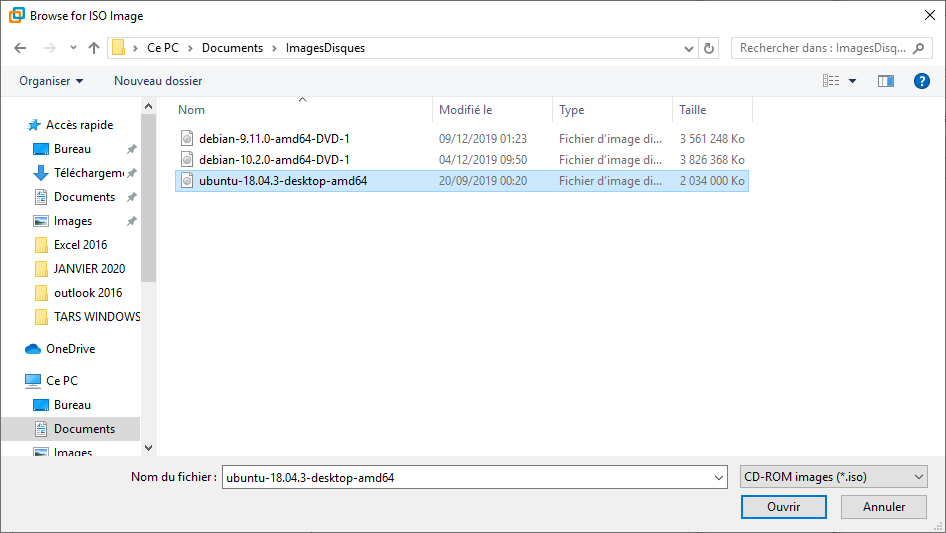 Browse for ISO Image
Ce PC > Documents > ImagesDisques
Rechercher dans : ImagesDisq...
Organiser
Nouveau dossier
Accès rapide
Bureau
Téléchargeme
Documents
Images
Excel 2016
JANVIER 2020
outlook 2016
TARS WINDOWS
OneDrive
Ce PC
Bureau
Documents
Images
Nom Modifié le Type Taille
debian-9.11.0-amd64-DVD-1 09/12/2019 01:23 Fichier d'image di... 3 561 248 Ko
debian-10.2.0-amd64-DVD-1 04/12/2019 09:50 Fichier d'image di... 3 826 368 Ko
ubuntu-18.04.3-desktop-amd64 20/09/2019 00:20 Fichier d'image di... 2 034 000 Ko
Nom du fichier : ubuntu-18.04.3-desktop-amd64 CD-ROM images (*.iso)
Ouvrir Annuler